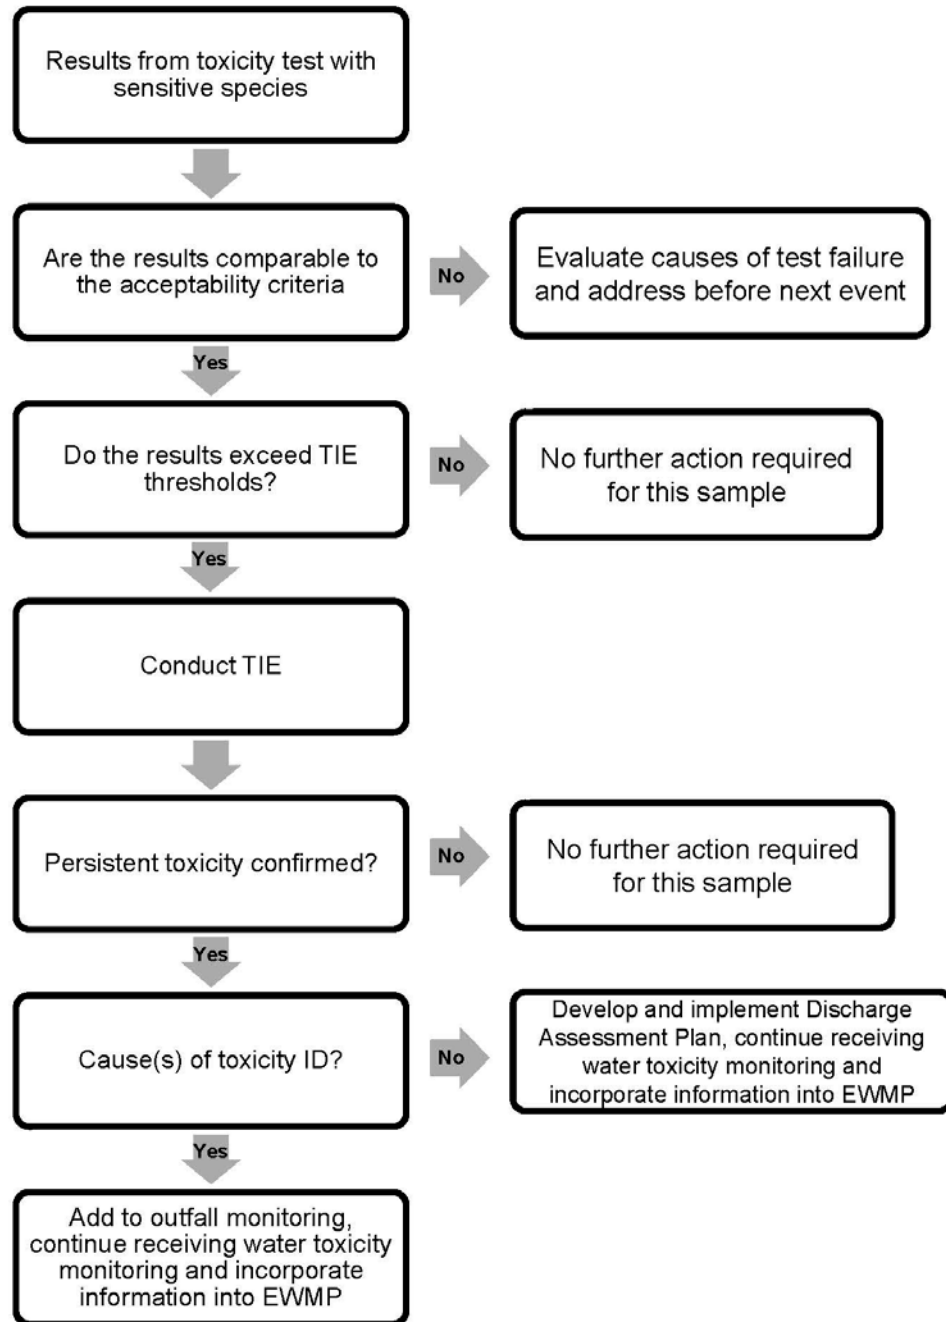 Results from toxicity test with
sensitive species
Are the results comparable to
the acceptability criteria
No
Evaluate causes of test failure
and address before next event
Yes
Do the results exceed TIE
thresholds?
No
No further action required
for this sample
Yes
Conduct TIE
Persistent toxicity confirmed?
No
No further action required
for this sample
Yes
Cause(s) of toxicity ID?
No
Develop and implement Discharge
Assessment Plan, continue receiving
water toxicity monitoring and
incorporate information into EWMP
Yes
Add to outfall monitoring,
continue receiving water toxicity
monitoring and incorporate
information into EWMP